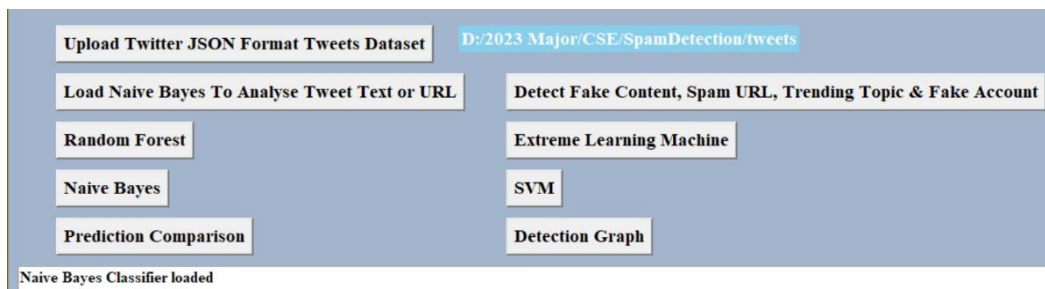 Upload Twitter JSON Format Tweets Dataset
D:/2023 Major/CSE/SpamDetection/tweets
Load Naive Bayes To Analyse Tweet Text or URL
Detect Fake Content, Spam URL, Trending Topic & Fake Account
Random Forest
Extreme Learning Machine
Naive Bayes
SVM
Prediction Comparison
Detection Graph
Naive Bayes Classifier loaded